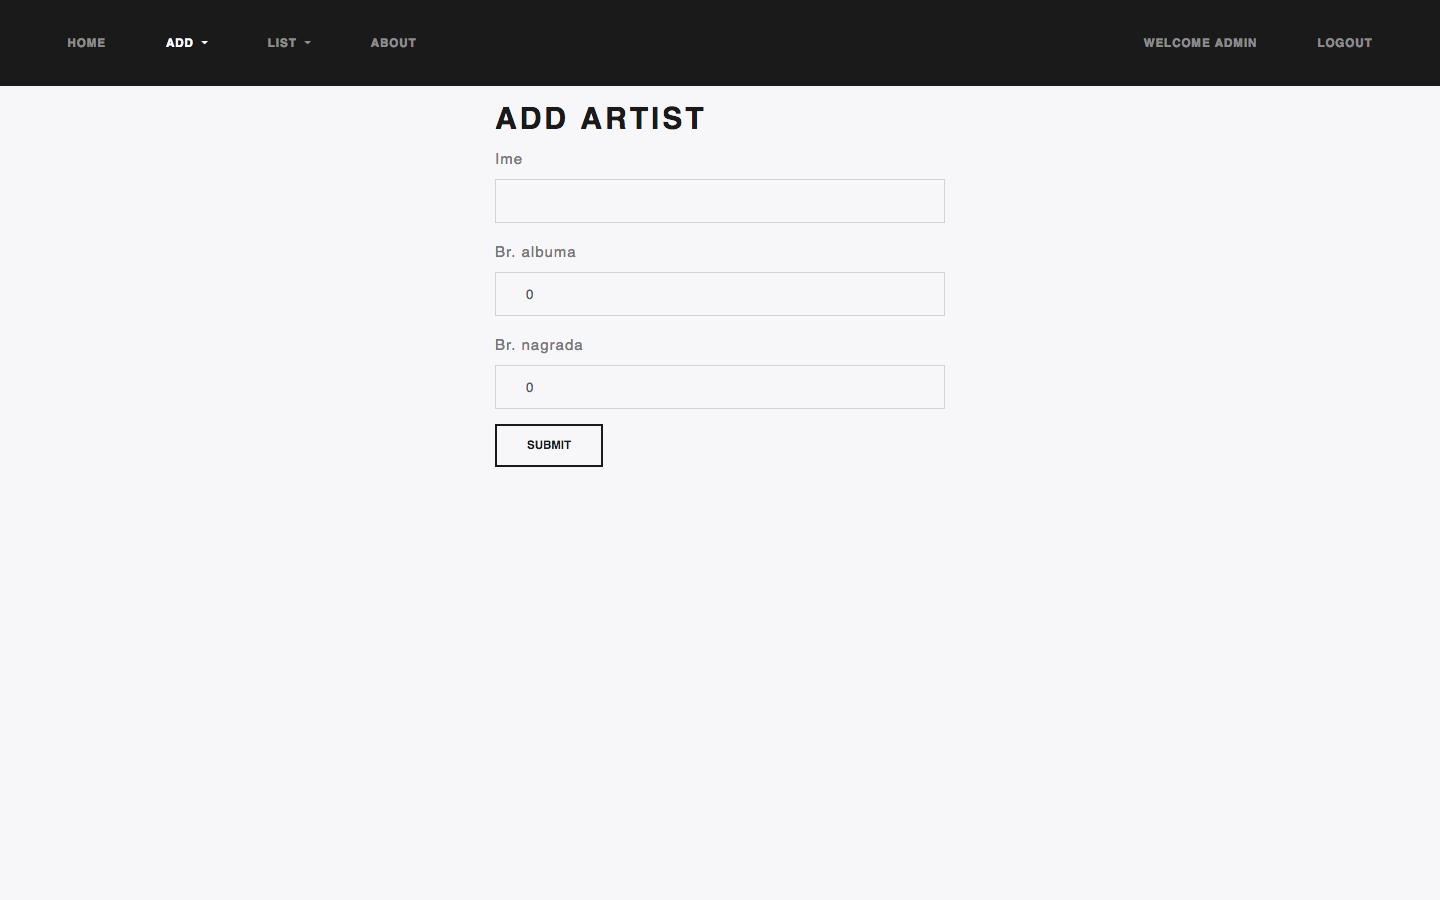 HOME ADD LIST ABOUT WELCOME ADMIN LOGOUT
ADD ARTIST
Ime
Br. albuma
0
Br. nagrada
0
SUBMIT